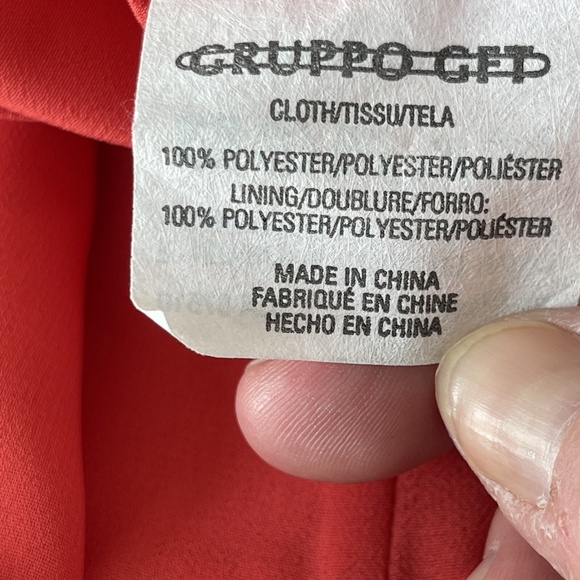 GRUPPO GFT
CLOTH/TISSU/TELA
100% POLYESTER/POLYESTER/POLIÉSTER
LINING/DOUBLURE/FORRO:
100% POLYESTER/POLYESTER/POLIÉSTER
MADE IN CHINA
FABRIQUÉ EN CHINE
HECHO EN CHINA